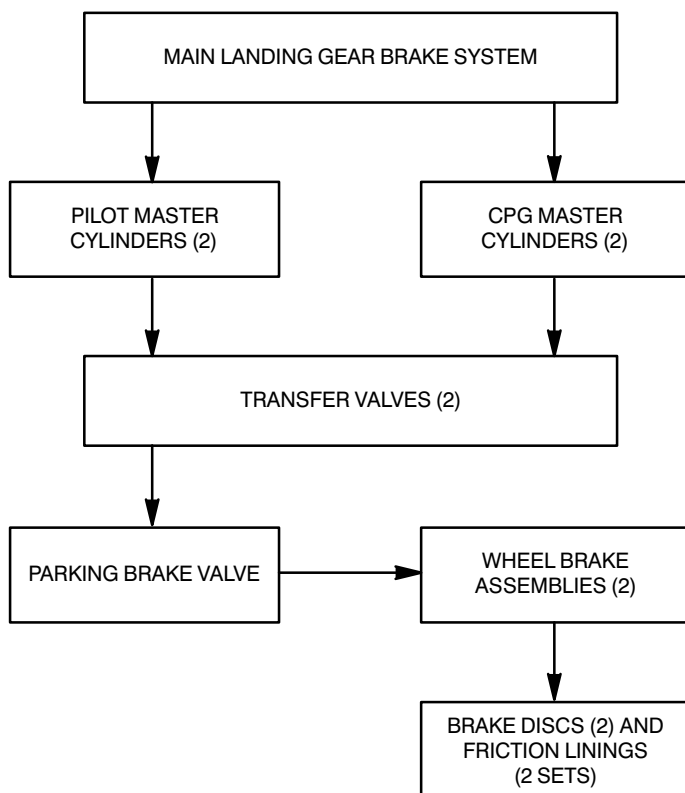 MAIN LANDING GEAR BRAKE SYSTEM
PILOT MASTER
CYLINDERS (2)
CPG MASTER
CYLINDERS (2)
TRANSFER VALVES (2)
PARKING BRAKE VALVE
WHEEL BRAKE
ASSEMBLIES (2)
BRAKE DISCS (2) AND
FRICTION LININGS
(2 SETS)